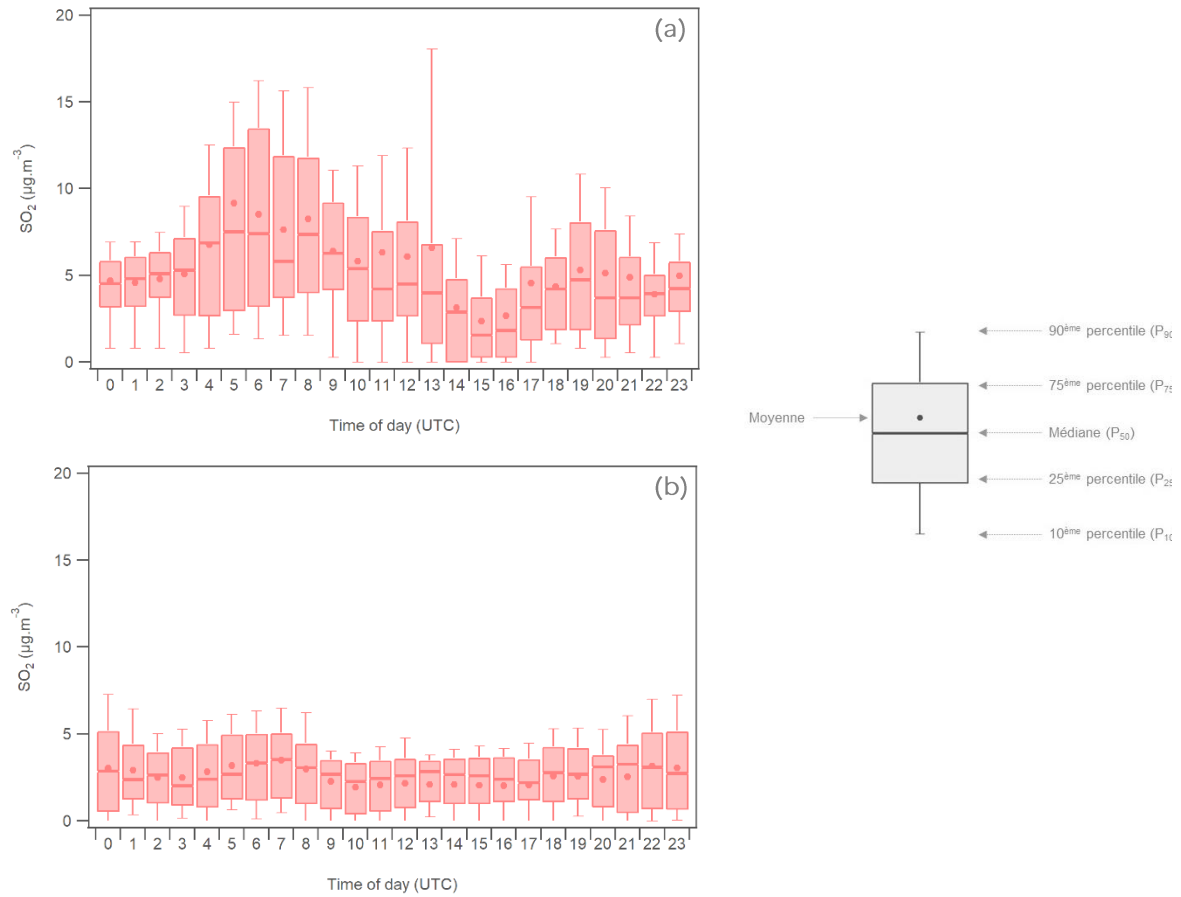 20
(a)
15
10
5
0
SO2 (µg.m-3)
0 1 2 3 4 5 6 7 8 9 10 11 12 13 14 15 16 17 18 19 20 21 22 23
Time of day (UTC)
90ème percentile (P90
75ème percentile (P75
Moyenne
Médiane (P50)
25ème percentile (P25
10ème percentile (P10
20
(b)
15
10
5
0
SO2 (µg.m-3)
0 1 2 3 4 5 6 7 8 9 10 11 12 13 14 15 16 17 18 19 20 21 22 23
Time of day (UTC)